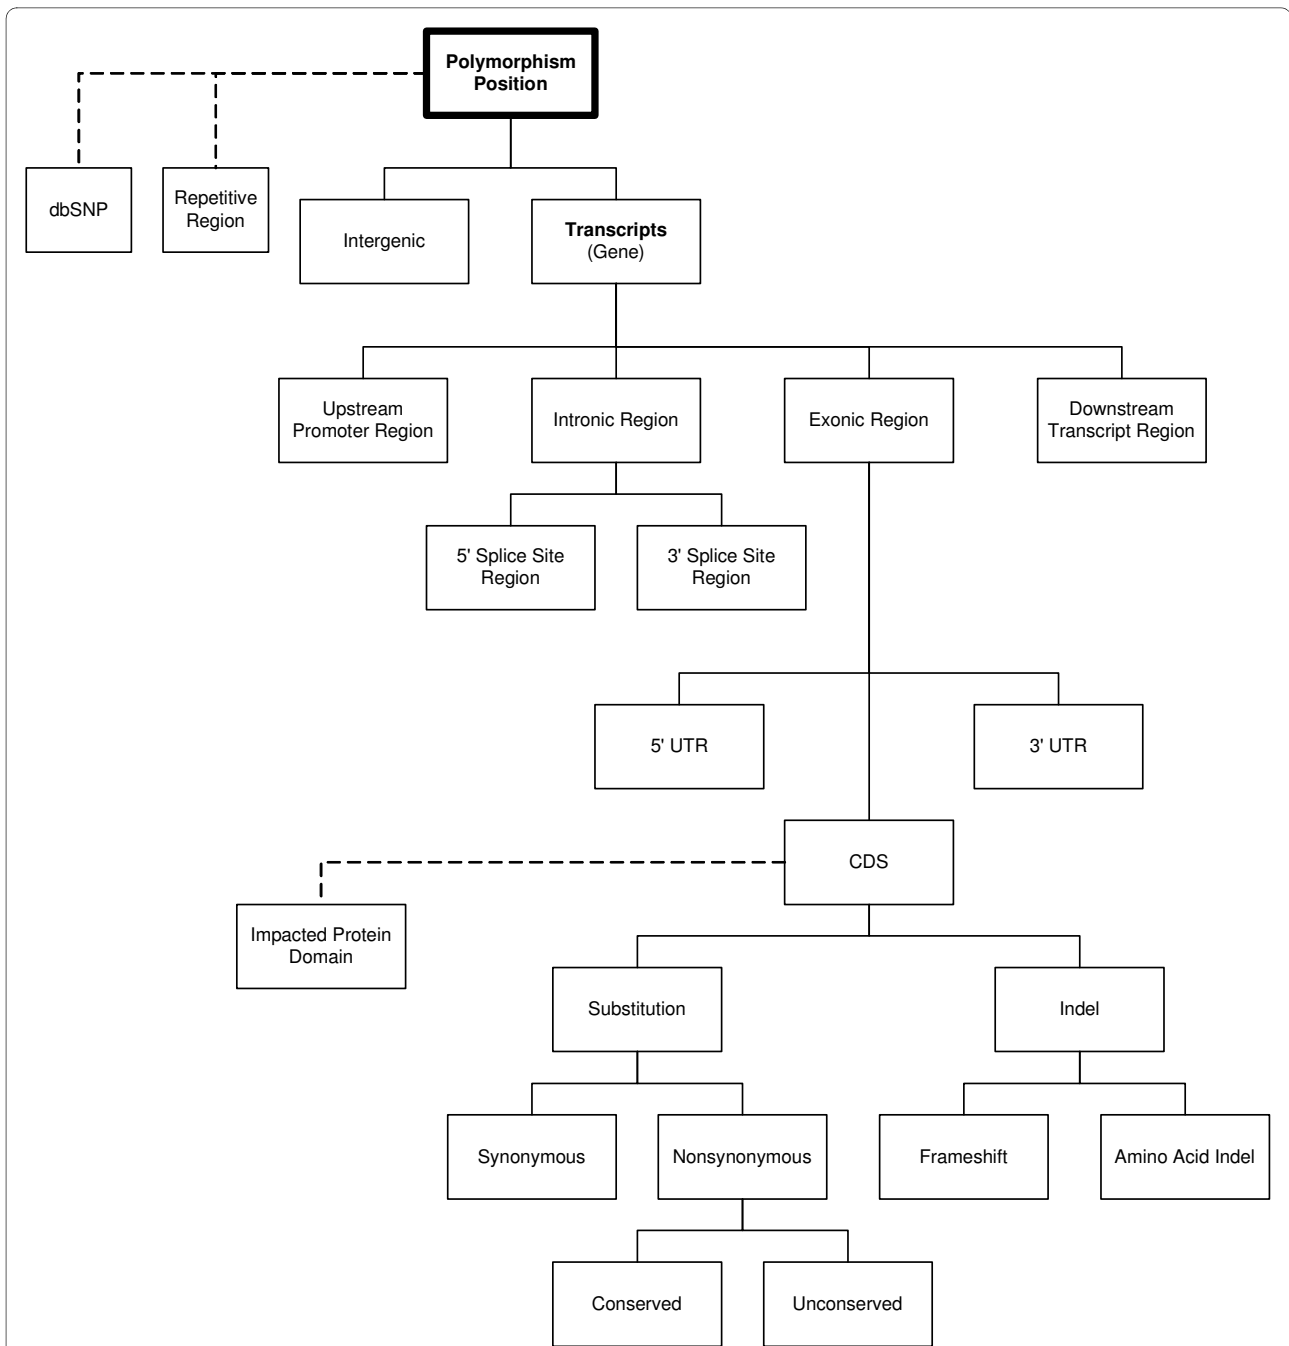 Polymorphism
Position
dbSNP
Repetitive
Region
Intergenic
Transcripts
(Gene)
Upstream
Promoter Region
Intronic Region
Exonic Region
Downstream
Transcript Region
5' Splice Site
Region
3' Splice Site
Region
5' UTR
3' UTR
CDS
Impacted Protein
Domain
Substitution
Indel
Synonymous
Nonsynonymous
Frameshift
Amino Acid Indel
Conserved
Unconserved